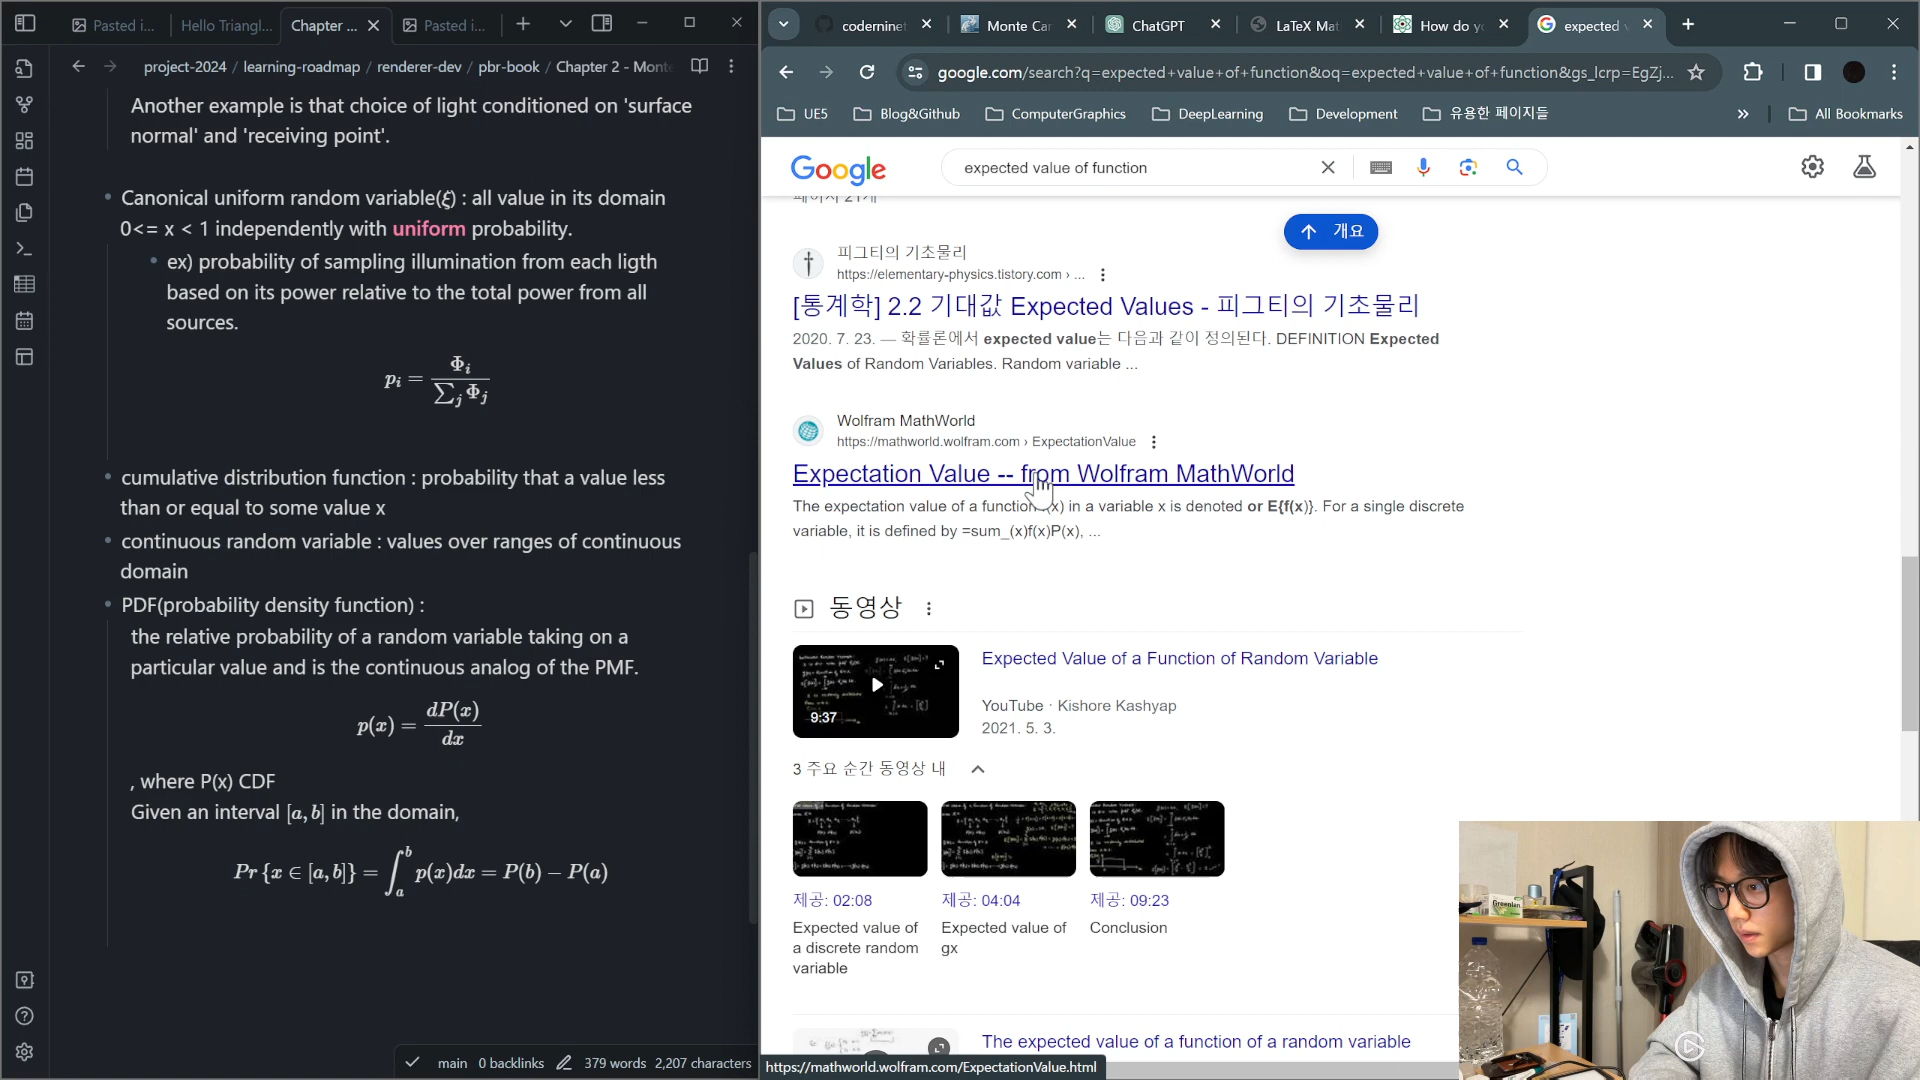 Pasted i...
Hello Triangl...
Chapter ...
Pasted i...
project-2024 / learning-roadmap / renderer-dev / pbr-book / Chapter 2 - Monte
Another example is that choice of light conditioned on 'surface
normal' and 'receiving point'.
Canonical uniform random variable(ξ) : all value in its domain
0<= x < 1 independently with uniform probability.
ex) probability of sampling illumination from each ligth
based on its power relative to the total power from all
sources.
p_i = Φ_i / ∑_j Φ_j
cumulative distribution function : probability that a value less
than or equal to some value x
continuous random variable : values over ranges of continuous
domain
PDF(probability density function) :
the relative probability of a random variable taking on a
particular value and is the continuous analog of the PMF.
p(x) = dP(x) / dx
, where P(x) CDF
Given an interval [a, b] in the domain,
Pr {x ∈ [a, b]} = ∫_a^b p(x)dx = P(b) − P(a)
main 0 backlinks 379 words 2,207 characters
coderninet
Monte Car
ChatGPT
LaTeX Mat
How do yo
expected v
google.com/search?q=expected+value+of+function&oq=expected+value+of+function&gs_lcrp=EgZj...
UE5
Blog&Github
ComputerGraphics
DeepLearning
Development
유용한 페이지들
All Bookmarks
Google
expected value of function
개요
피그티의 기초물리
https://elementary-physics.tistory.com › ...
[통계학] 2.2 기대값 Expected Values - 피그티의 기초물리
2020. 7. 23. — 확률론에서 expected value는 다음과 같이 정의된다. DEFINITION Expected
Values of Random Variables. Random variable ...
Wolfram MathWorld
https://mathworld.wolfram.com › ExpectationValue
Expectation Value -- from Wolfram MathWorld
The expectation value of a function (x) in a variable x is denoted or E{f(x)}. For a single discrete
variable, it is defined by =sum_(x)f(x)P(x), ...
동영상
9:37
Expected Value of a Function of Random Variable
YouTube · Kishore Kashyap
2021. 5. 3.
3 주요 순간 동영상 내
제공: 02:08
Expected value of
a discrete random
variable
제공: 04:04
Expected value of
gx
제공: 09:23
Conclusion
The expected value of a function of a random variable
https://mathworld.wolfram.com/ExpectationValue.html
Greenlan